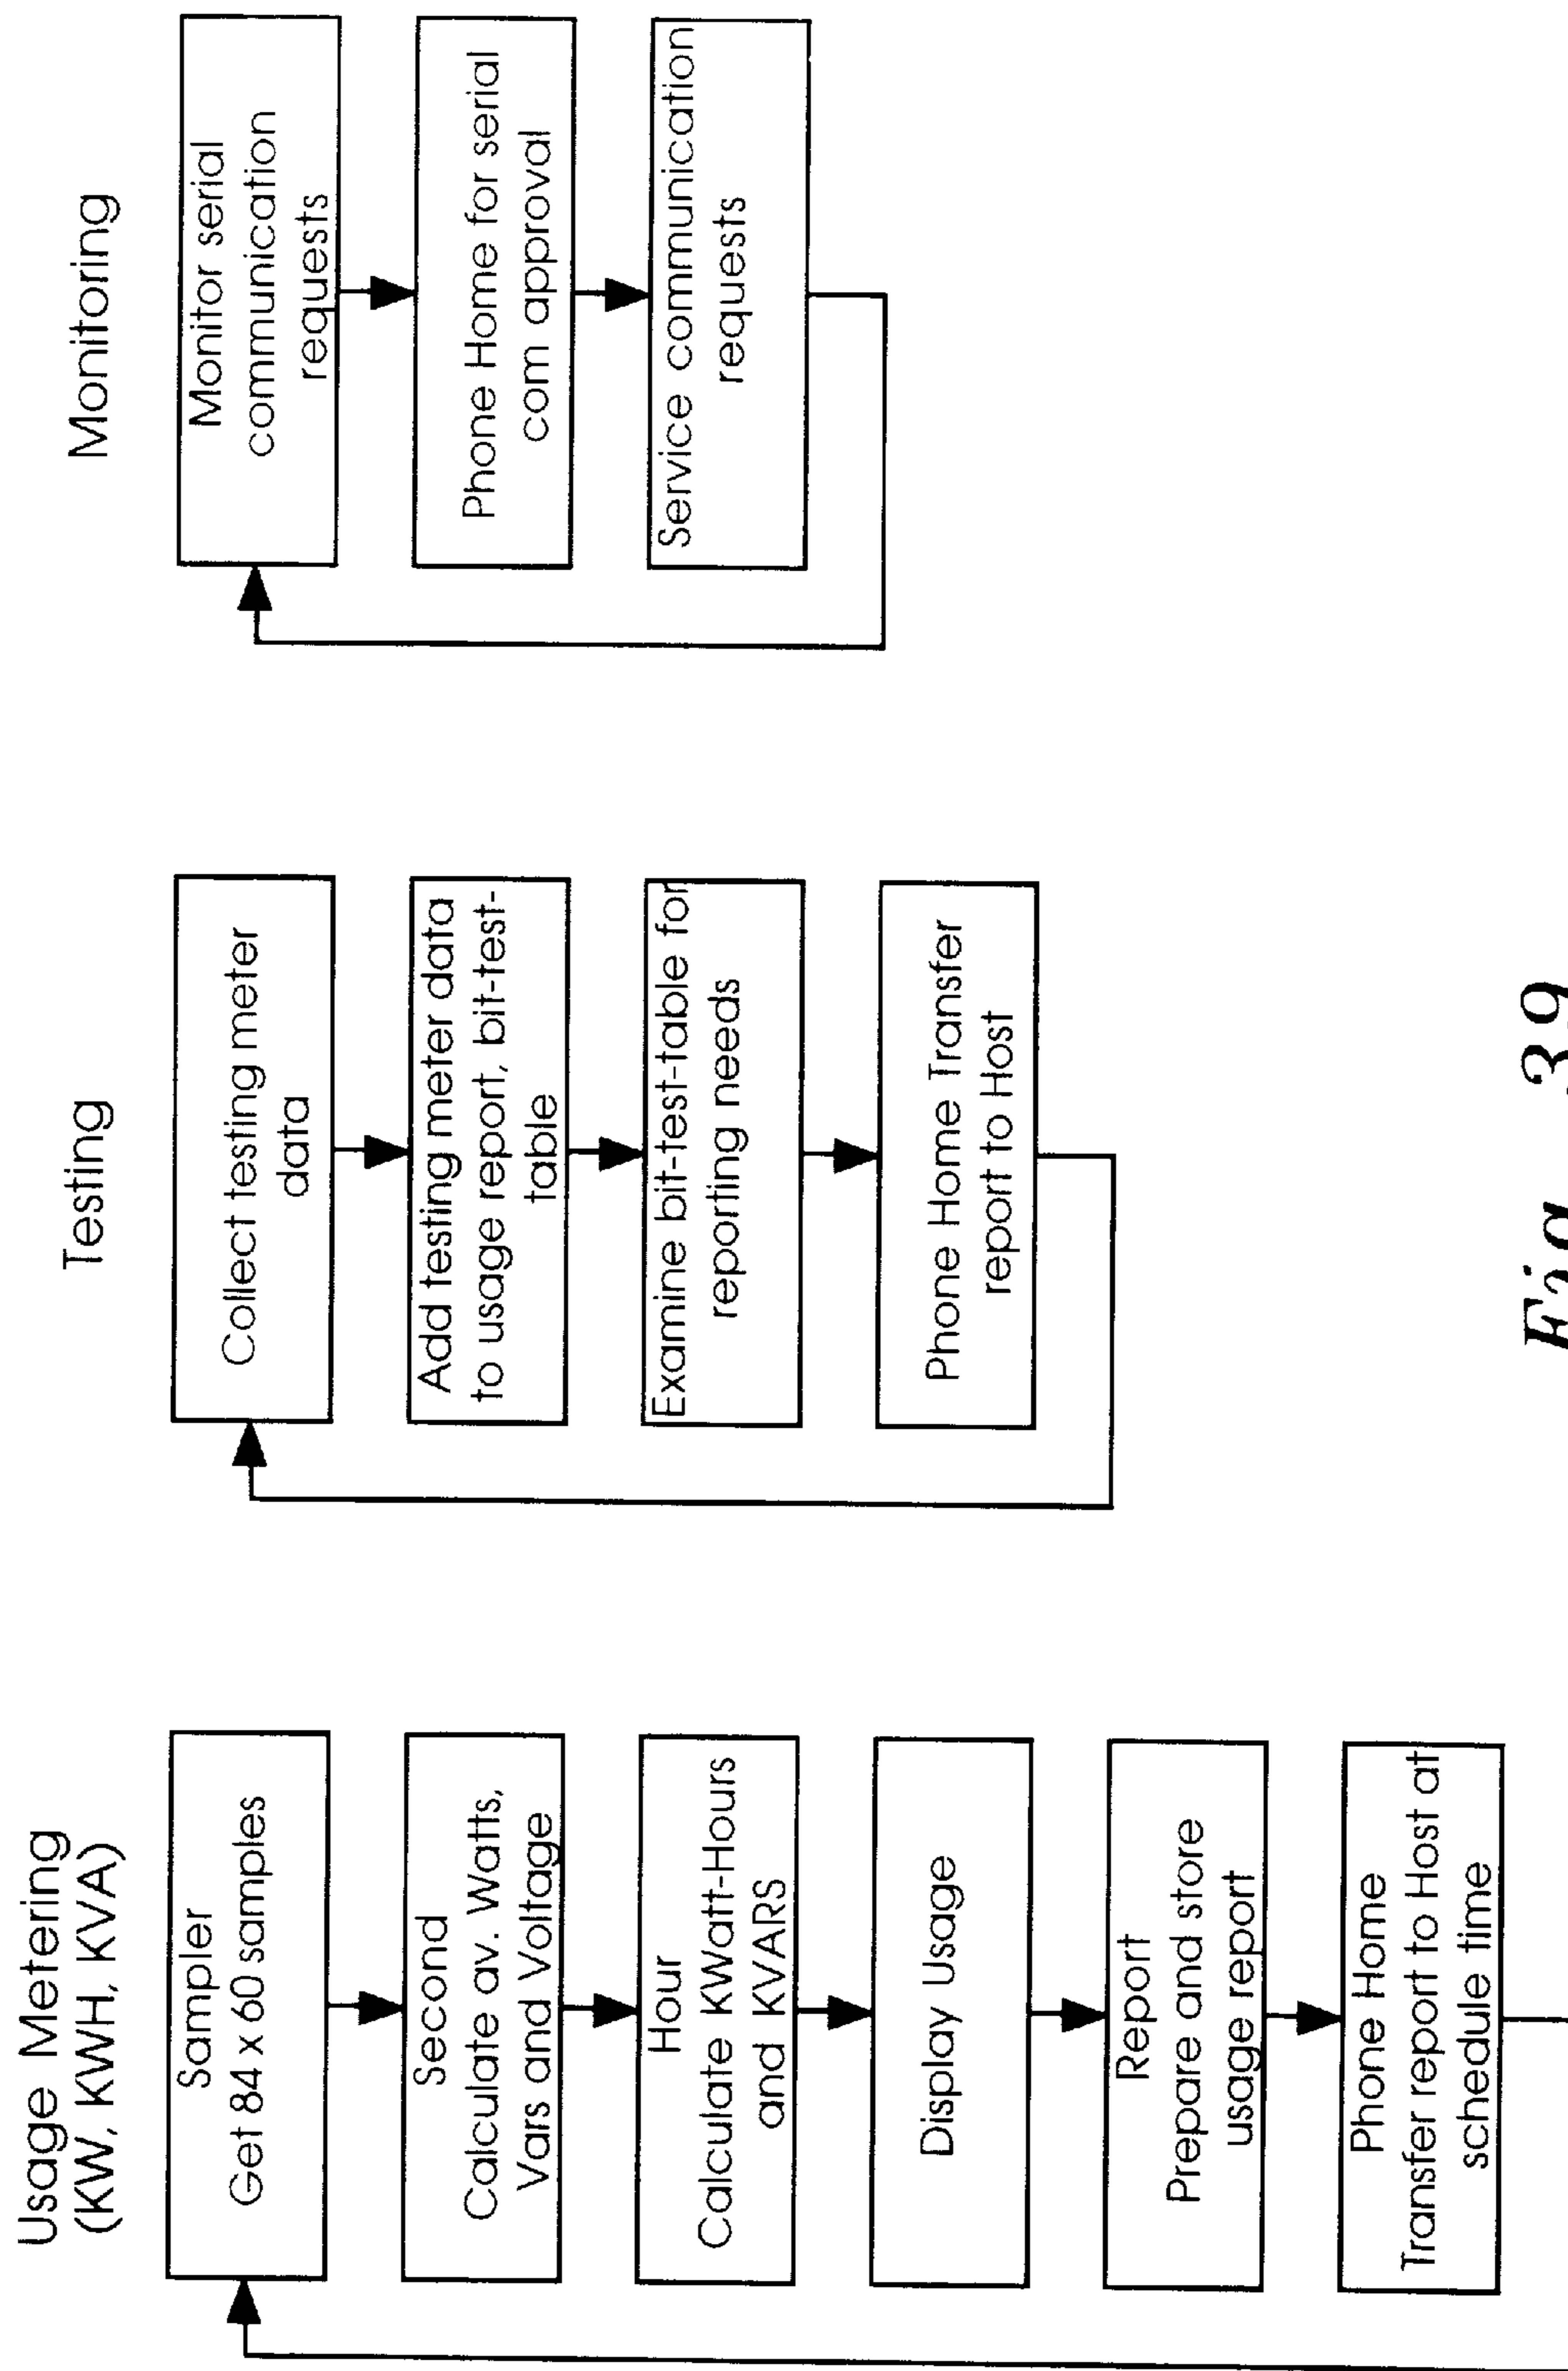 Usage Metering
(KW, KWH, KVA)
Sampler
Get 84 x 60 samples
Second
Calculate av. Watts,
Vars and Voltage
Hour
Calculate KWatt-Hours
and KVARS
Display Usage
Report
Prepare and store
usage report
Phone Home
Transfer report to Host at
schedule time
Testing
Collect testing meter
data
Add testing meter data
to usage report, bit-test-
table
Examine bit-test-table for
reporting needs
Phone Home Transfer
report to Host
Monitoring
Monitor serial
communication
requests
Phone Home for serial
com approval
Service communication
requests
Fig. 39